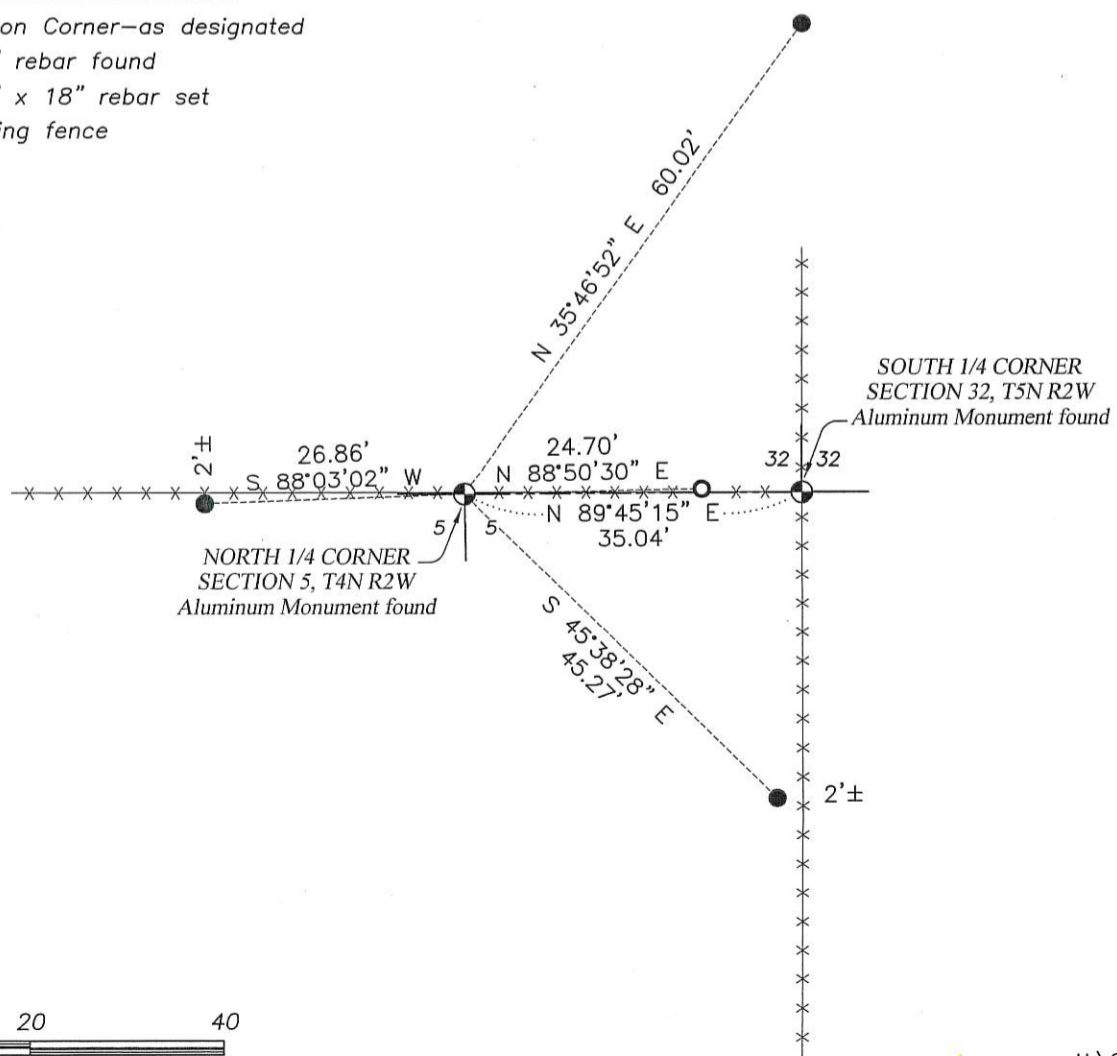 on Corner—as designated
" rebar found
" x 18" rebar set
ing fence
N 35°46'52" E 60.02'
SOUTH 1/4 CORNER
SECTION 32, T5N R2W
Aluminum Monument found
32 32
2'±
26.86'
S 88°03'02" W
24.70'
N 88°50'30" E
N 89°45'15" E
35.04'
5 5
NORTH 1/4 CORNER
SECTION 5, T4N R2W
Aluminum Monument found
S 45°38'28" E
45.27'
2'±
20 40